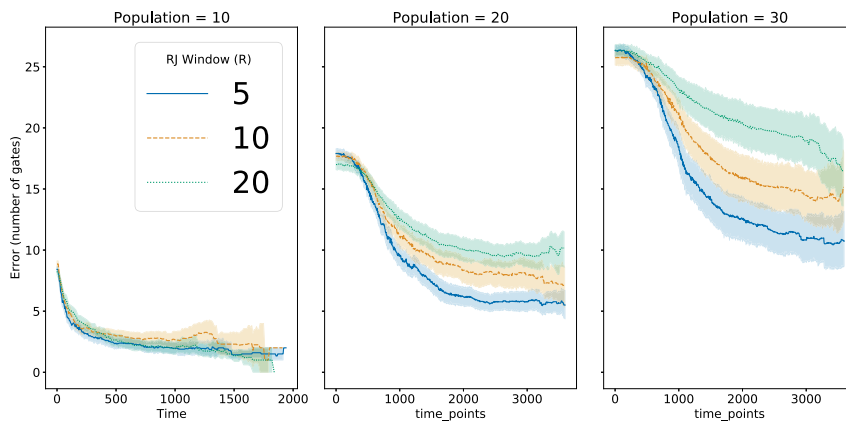 Population = 10
Population = 20
Population = 30
Error (number of gates)
25
20
15
10
5
0
RJ Window (R)
5
10
20
0 500 1000 1500 2000
Time
0 1000 2000 3000
time_points
0 1000 2000 3000
time_points